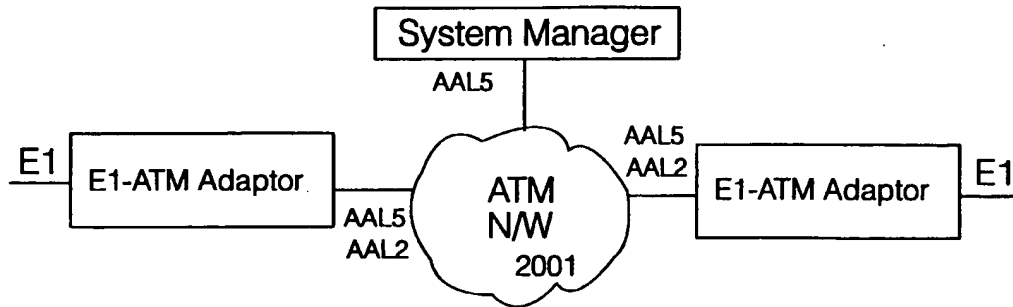 System Manager
AAL5
E1
E1-ATM Adaptor
AAL5
AAL2
ATM
N/W
2001
AAL5
AAL2
E1-ATM Adaptor
E1